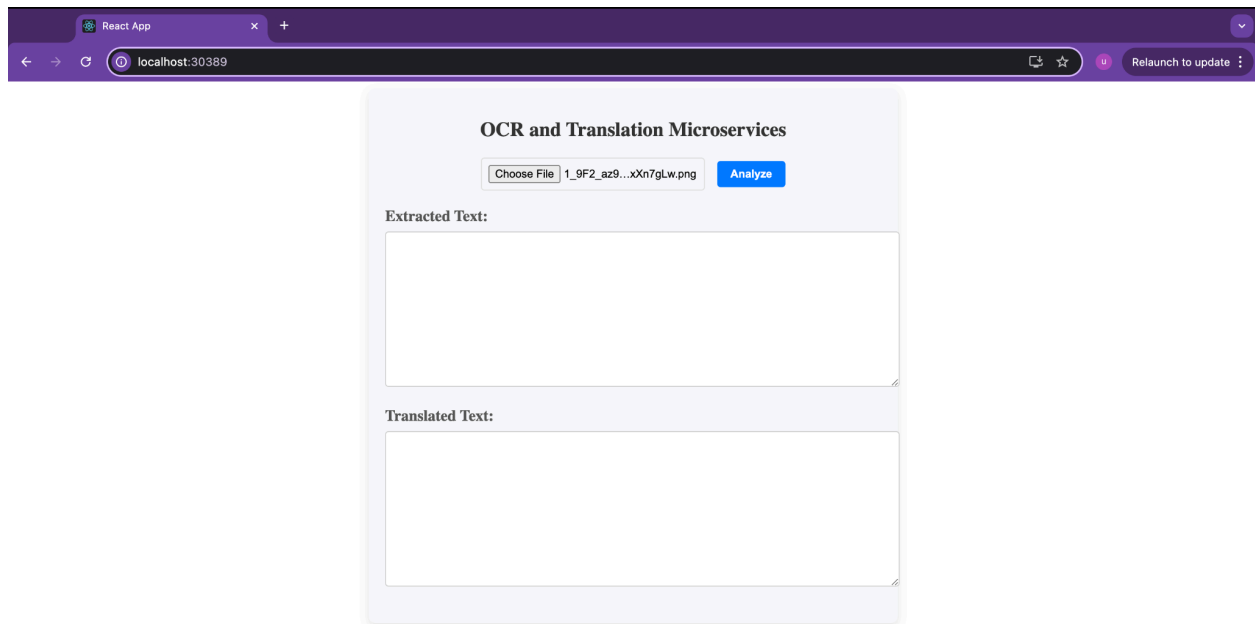 React App
localhost:30389
u
Relaunch to update
OCR and Translation Microservices
Choose File 1_9F2_az9...xXn7gLw.png
Analyze
Extracted Text:
Translated Text: